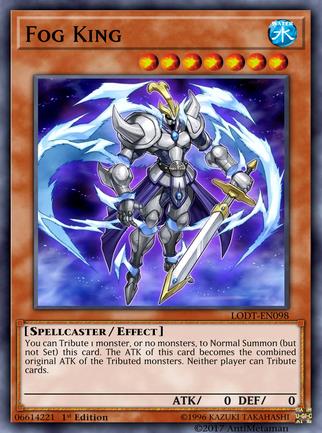 Fog King
WATER
水
LODT-EN098
[Spellcaster / Effect]
You can Tribute 1 monster, or no monsters, to Normal Summon (but
not Set) this card. The ATK of this card becomes the combined
original ATK of the Tributed monsters. Neither player can Tribute
cards.
ATK/ 0 DEF/ 0
06614221 1st Edition ©1996 KAZUKI TAKAHASHI
©2017 AntiMetaman